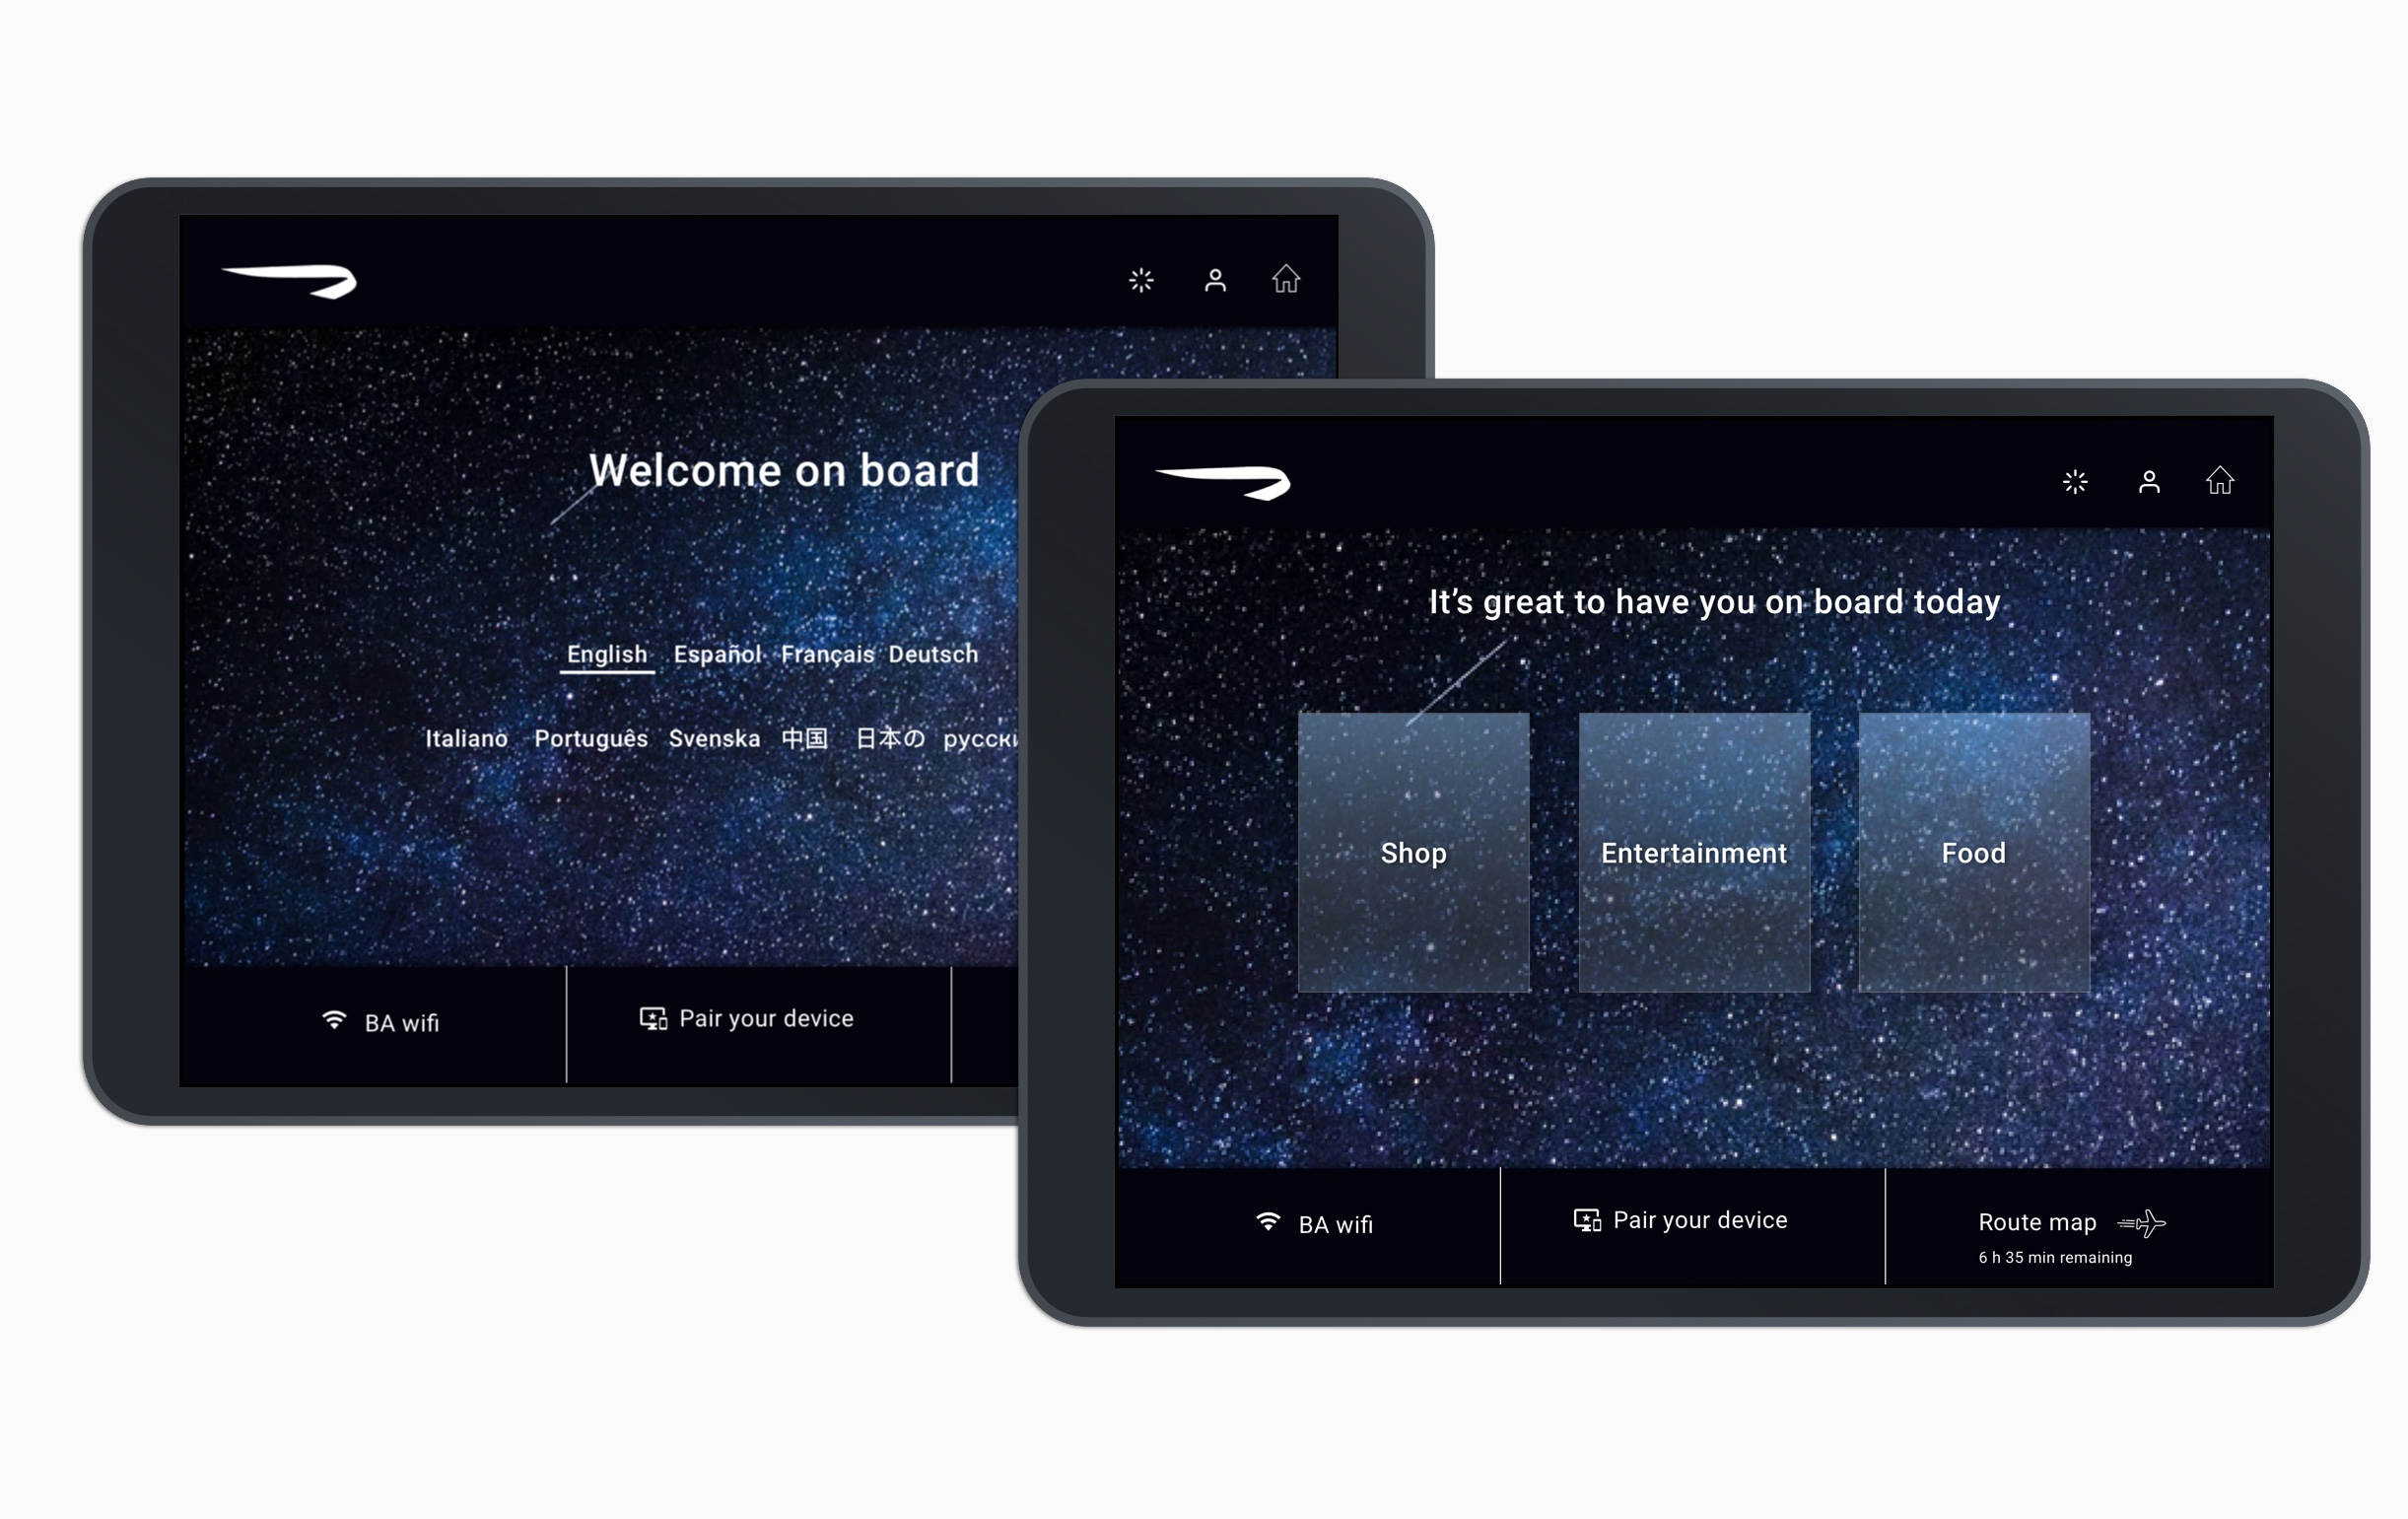 Welcome on board
English Español Français Deutsch
Italiano Português Svenska 中国 日本の
BA wifi
Pair your device
It's great to have you on board today
Shop
Entertainment
Food
BA wifi
Pair your device
Route map
6 h 35 min remaining